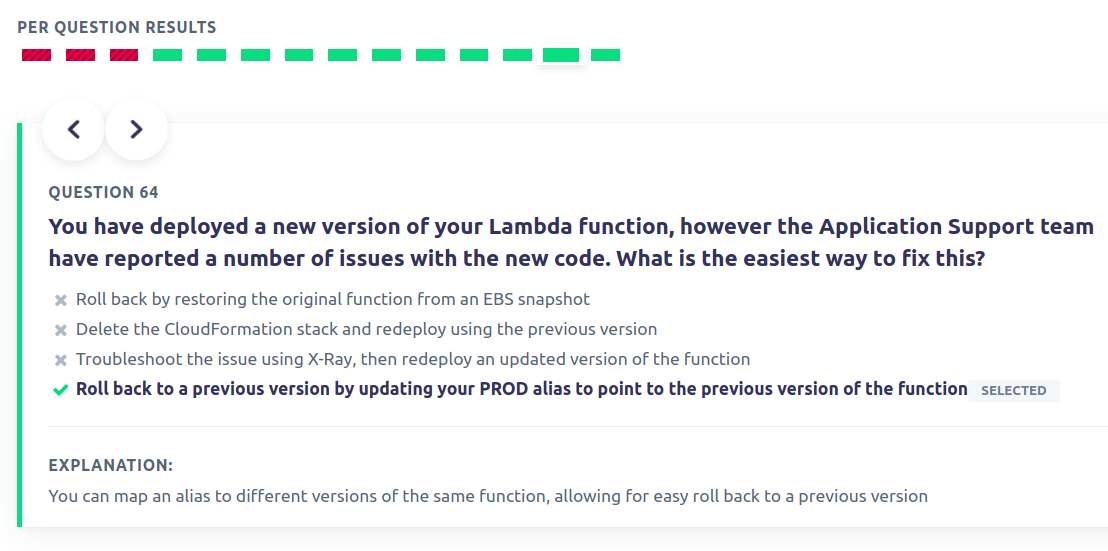 PER QUESTION RESULTS
QUESTION 64
You have deployed a new version of your Lambda function, however the Application Support team
have reported a number of issues with the new code. What is the easiest way to fix this?
Roll back by restoring the original function from an EBS snapshot
Delete the CloudFormation stack and redeploy using the previous version
Troubleshoot the issue using X-Ray, then redeploy an updated version of the function
Roll back to a previous version by updating your PROD alias to point to the previous version of the function SELECTED
EXPLANATION:
You can map an alias to different versions of the same function, allowing for easy roll back to a previous version